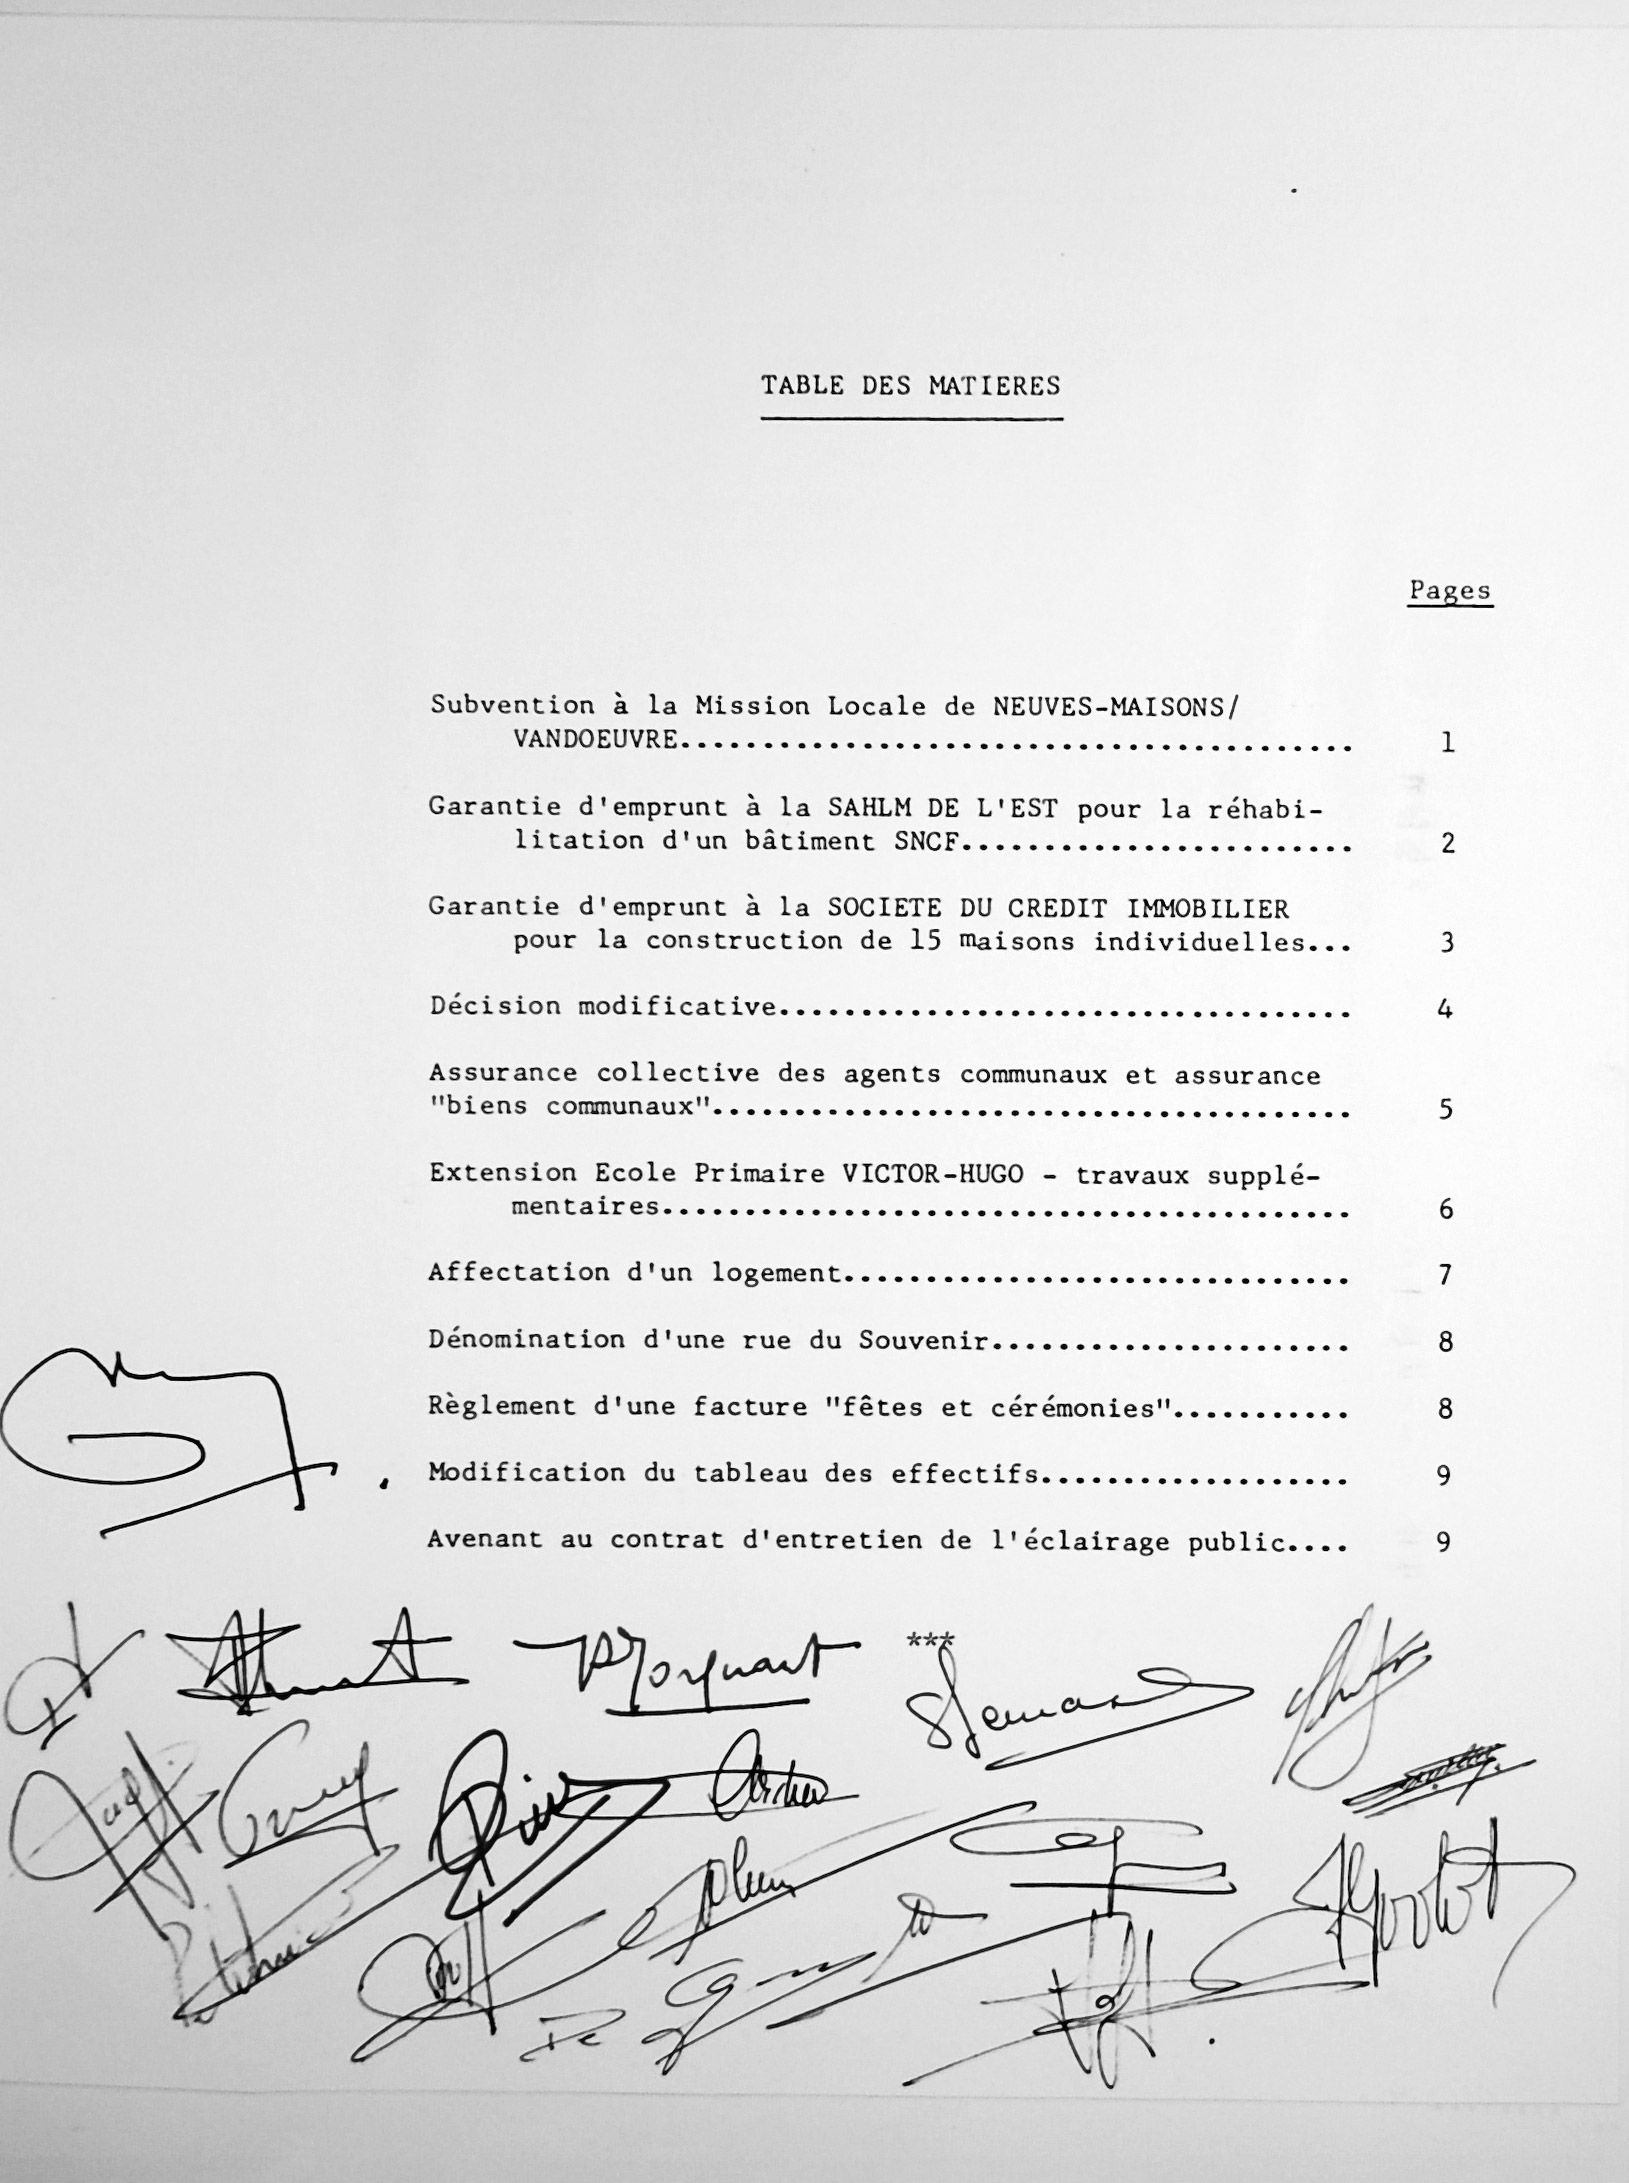 TABLE DES MATIERES
Pages
Subvention à la Mission Locale de NEUVES-MAISONS/
VANDOEUVRE......................................... 1
Garantie d'emprunt à la SAHLM DE L'EST pour la réhabi-
litation d'un bâtiment SNCF........................ 2
Garantie d'emprunt à la SOCIETE DU CREDIT IMMOBILIER
pour la construction de 15 maisons individuelles... 3
Décision modificative................................... 4
Assurance collective des agents communaux et assurance
"biens communaux"....................................... 5
Extension Ecole Primaire VICTOR-HUGO - travaux supplé-
mentaires.......................................... 6
Affectation d'un logement............................... 7
Dénomination d'une rue du Souvenir...................... 8
Règlement d'une facture "fêtes et cérémonies"........... 8
Modification du tableau des effectifs................... 9
Avenant au contrat d'entretien de l'éclairage public.... 9
***